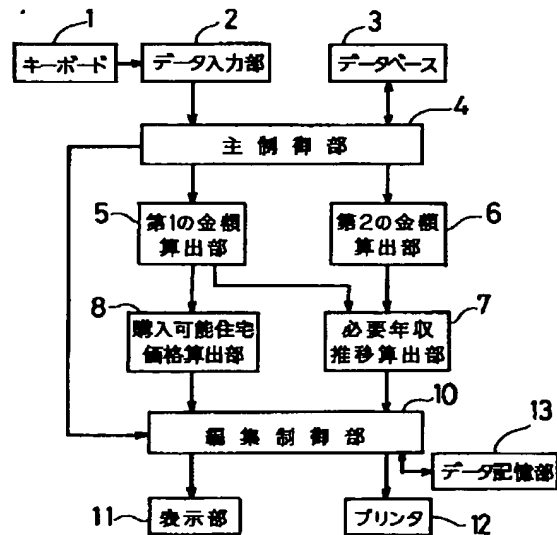 1
2
3
キーボード
データ入力部
データベース
4
主制御部
5
第1の金額
算出部
第2の金額
算出部
6
8
購入可能住宅
価格算出部
必要年収
推移算出部
7
10
編集制御部
13
データ記憶部
11
表示部
プリンタ
12